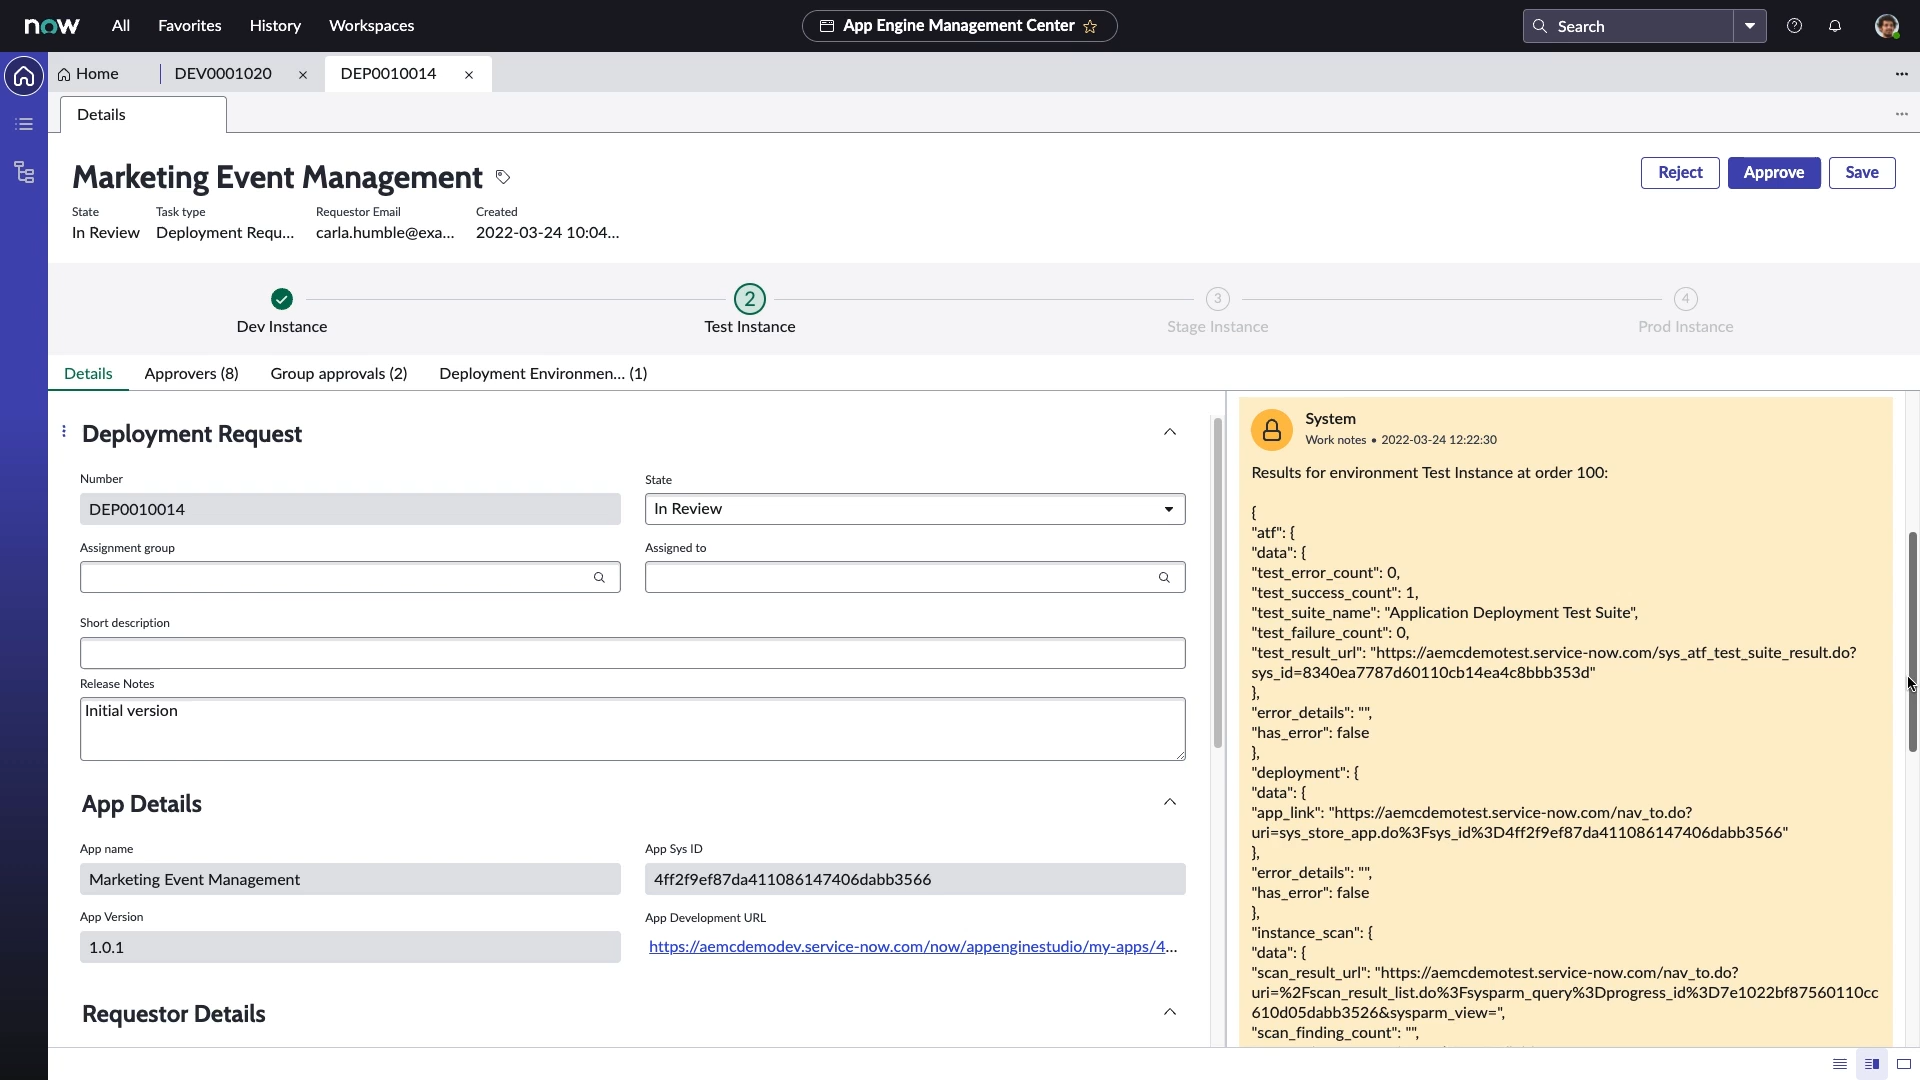 now All Favorites History Workspaces App Engine Management Center Search
Home DEV0001020 DEP0010014
Details
Marketing Event Management
Reject Approve Save
State Task type Requestor Email Created
In Review Deployment Requ... carla.humble@exa... 2022-03-24 10:04...
2 3 4
Dev Instance Test Instance Stage Instance Prod Instance
Details Approvers (8) Group approvals (2) Deployment Environmen... (1)
Deployment Request
Number State
DEP0010014 In Review
Assignment group Assigned to
Short description
Release Notes
Initial version
App Details
App name App Sys ID
Marketing Event Management 4ff2f9ef87da411086147406dabb3566
App Version App Development URL
1.0.1 https://aemcdemodev.service-now.com/now/appenginestudio/my-apps/4...
Requestor Details
System
Work notes • 2022-03-24 12:22:30
Results for environment Test Instance at order 100:
{
"atf": {
"data": {
"test_error_count": 0,
"test_success_count": 1,
"test_suite_name": "Application Deployment Test Suite",
"test_failure_count": 0,
"test_result_url": "https://aemcdemotest.service-now.com/sys_atf_test_suite_result.do?
sys_id=8340ea7787d60110cb14ea4c8bbb353d"
},
"error_details": "",
"has_error": false
},
"deployment": {
"data": {
"app_link": "https://aemcdemotest.service-now.com/nav_to.do?
uri=sys_store_app.do%3Fsys_id%3D4ff2f9ef87da411086147406dabb3566"
},
"error_details": "",
"has_error": false
},
"instance_scan": {
"data": {
"scan_result_url": "https://aemcdemotest.service-now.com/nav_to.do?
uri=%2Fscan_result_list.do%3Fsysparm_query%3Dprogress_id%3D7e1022bf87560110cc
610d05dabb3526&sysparm_view=",
"scan_finding_count": "",